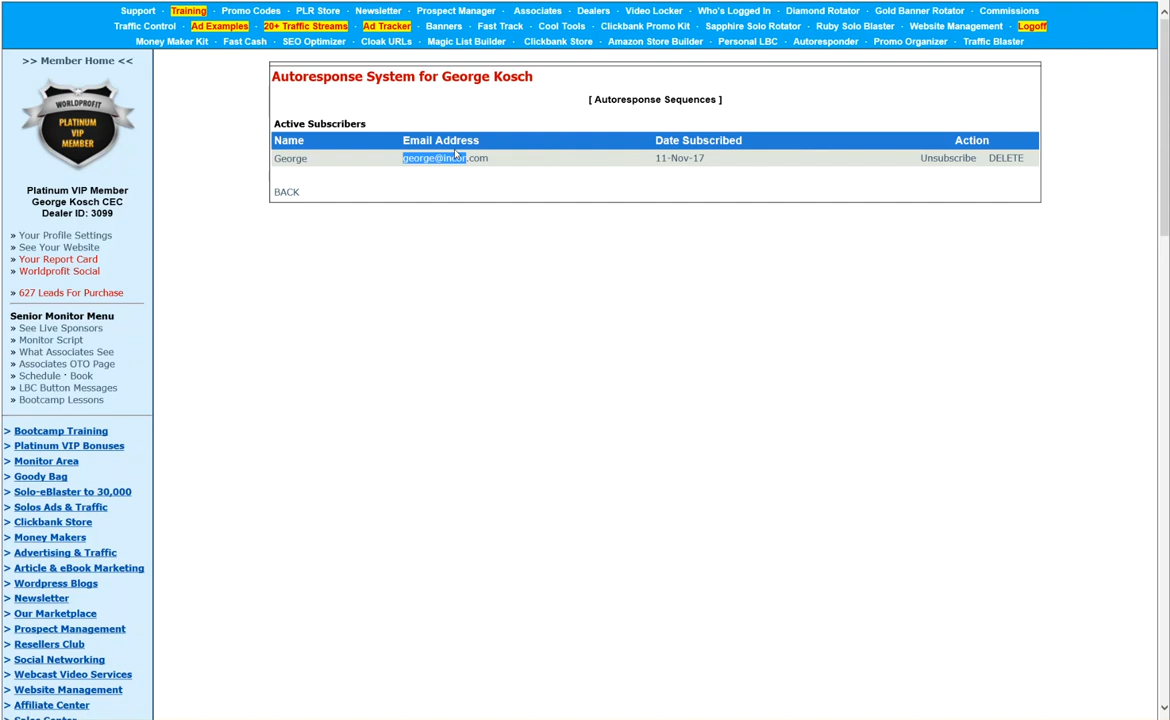 Support · Training · Promo Codes · PLR Store · Newsletter · Prospect Manager · Associates · Dealers · Video Locker · Who's Logged In · Diamond Rotator · Gold Banner Rotator · Commissions
Traffic Control · Ad Examples · 20+ Traffic Streams · Ad Tracker · Banners · Fast Track · Cool Tools · Clickbank Promo Kit · Sapphire Solo Rotator · Ruby Solo Blaster · Website Management · Logoff
Money Maker Kit · Fast Cash · SEO Optimizer · Cloak URLs · Magic List Builder · Clickbank Store · Amazon Store Builder · Personal LBC · Autoresponder · Promo Organizer · Traffic Blaster
>> Member Home <<
WORLDPROFIT
PLATINUM
VIP
MEMBER
Platinum VIP Member
George Kosch CEC
Dealer ID: 3099
» Your Profile Settings
» See Your Website
» Your Report Card
» Worldprofit Social
» 627 Leads For Purchase
Senior Monitor Menu
» See Live Sponsors
» Monitor Script
» What Associates See
» Associates OTO Page
» Schedule · Book
» LBC Button Messages
» Bootcamp Lessons
> Bootcamp Training
> Platinum VIP Bonuses
> Monitor Area
> Goody Bag
> Solo-eBlaster to 30,000
> Solos Ads & Traffic
> Clickbank Store
> Money Makers
> Advertising & Traffic
> Article & eBook Marketing
> Wordpress Blogs
> Newsletter
> Our Marketplace
> Prospect Management
> Resellers Club
> Social Networking
> Webcast Video Services
> Website Management
> Affiliate Center
Autoresponse System for George Kosch
[ Autoresponse Sequences ]
Active Subscribers
Name Email Address Date Subscribed Action
George 11-Nov-17 Unsubscribe DELETE
BACK